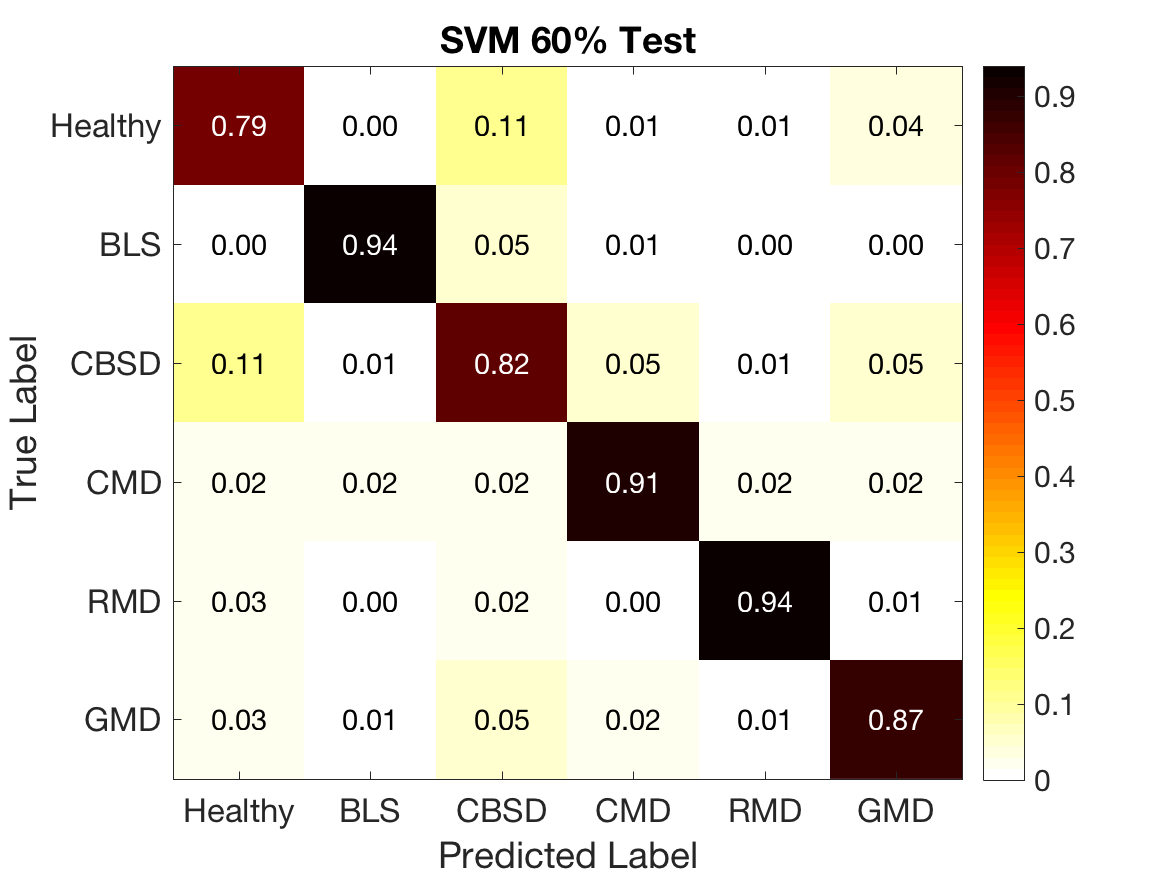 SVM 60% Test
Healthy 0.79 0.00 0.11 0.01 0.01 0.04
BLS 0.00 0.94 0.05 0.01 0.00 0.00
CBSD 0.11 0.01 0.82 0.05 0.01 0.05
CMD 0.02 0.02 0.02 0.91 0.02 0.02
RMD 0.03 0.00 0.02 0.00 0.94 0.01
GMD 0.03 0.01 0.05 0.02 0.01 0.87
Healthy BLS CBSD CMD RMD GMD
Predicted Label
True Label
0.9
0.8
0.7
0.6
0.5
0.4
0.3
0.2
0.1
0